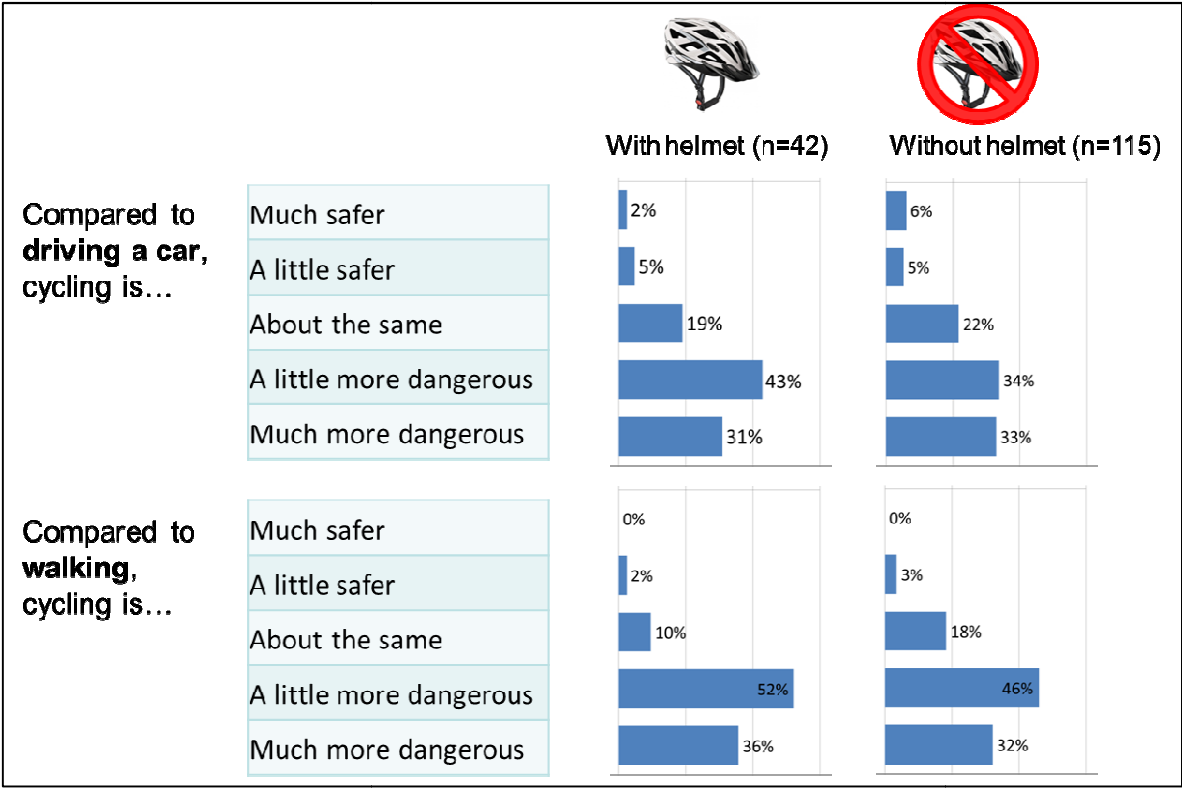 With helmet (n=42)
Without helmet (n=115)
Compared to
driving a car,
cycling is…
Much safer
A little safer
About the same
A little more dangerous
Much more dangerous
2%
5%
19%
43%
31%
6%
5%
22%
34%
33%
Compared to
walking,
cycling is…
Much safer
A little safer
About the same
A little more dangerous
Much more dangerous
0%
2%
10%
52%
36%
0%
3%
18%
46%
32%